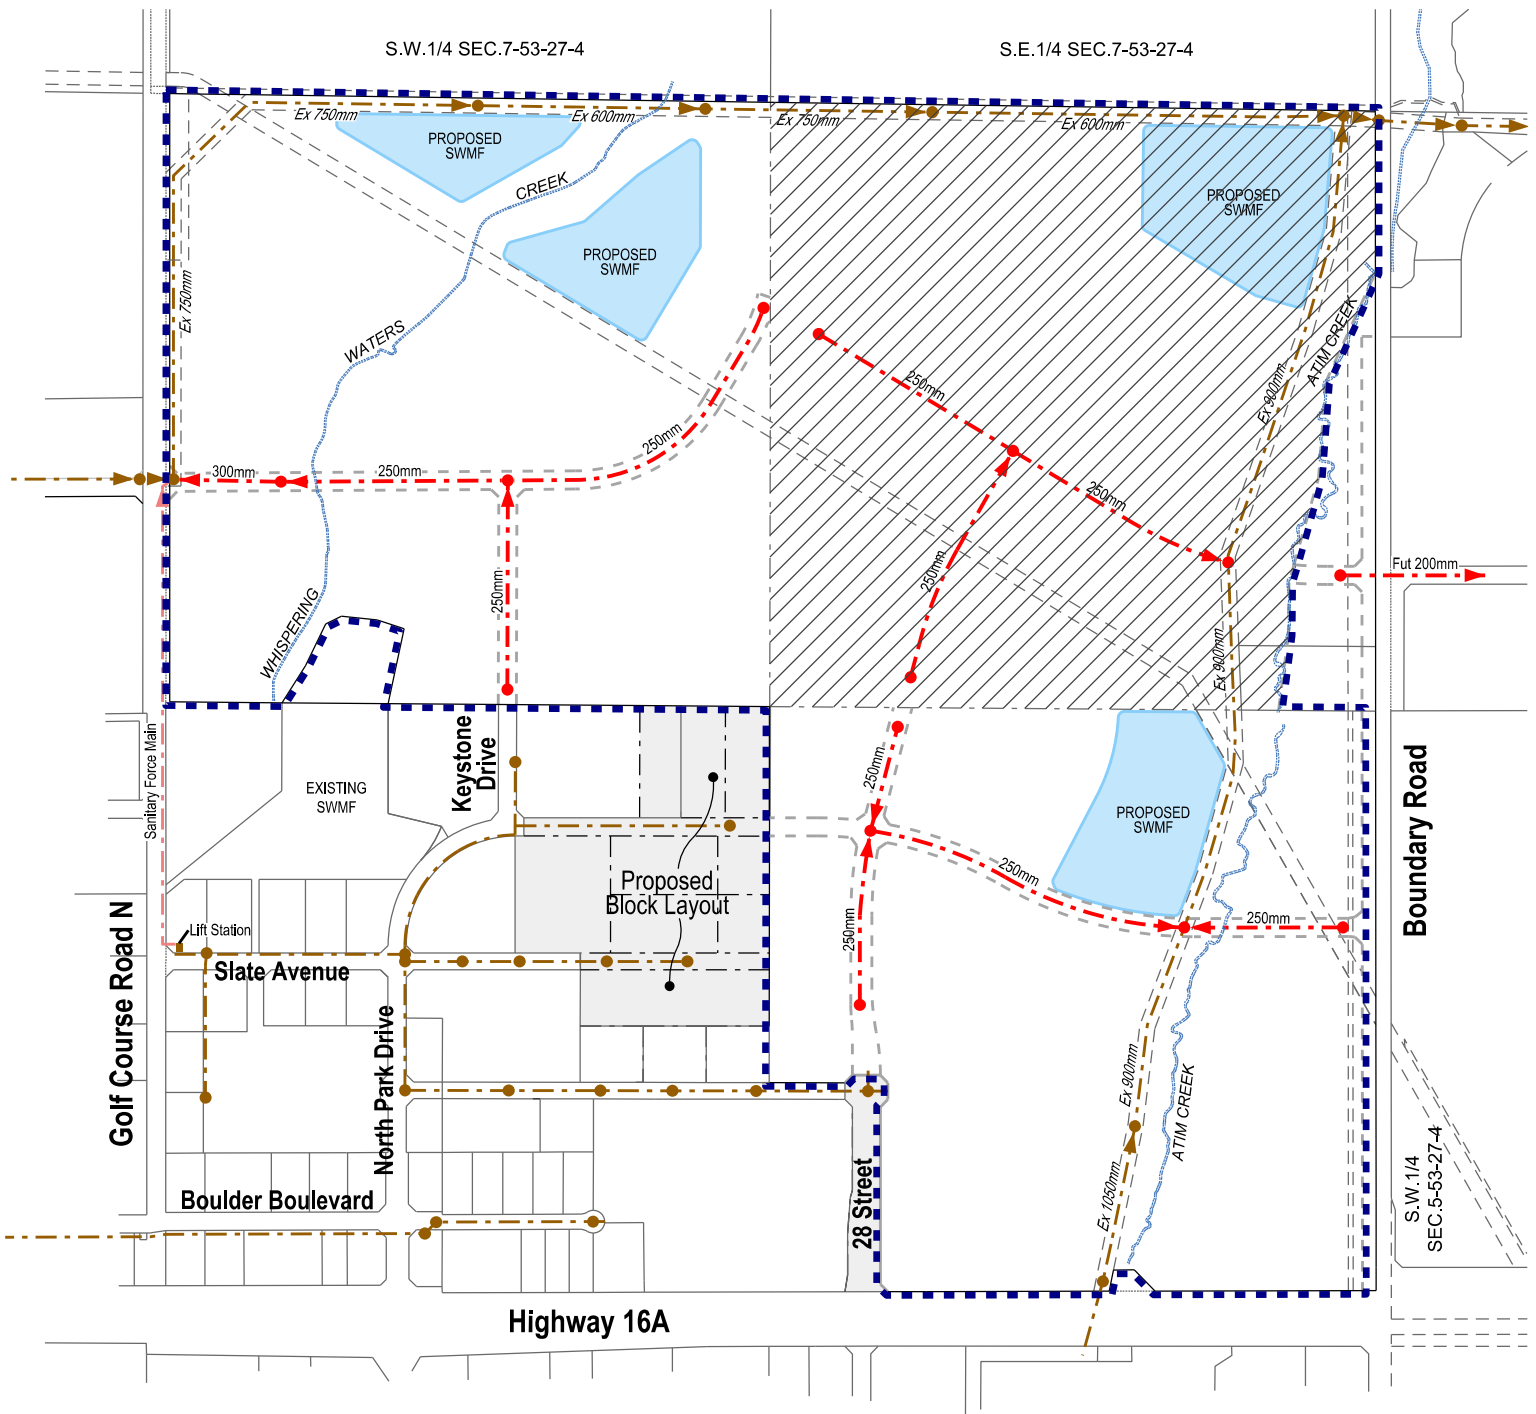 S.W.1/4 SEC.7-53-27-4
S.E.1/4 SEC.7-53-27-4
Ex 750mm
Ex 600mm
Ex 750mm
Ex 600mm
PROPOSED
SWMF
CREEK
PROPOSED
SWMF
PROPOSED
SWMF
Ex 750mm
WATERS
ATIM CREEK
250mm
Ex 900mm
250mm
300mm
250mm
250mm
250mm
250mm
Fut 200mm
WHISPERING
Ex 900mm
Sanitary Force Main
Keystone
Drive
EXISTING
SWMF
250mm
PROPOSED
SWMF
Boundary Road
Proposed
Block Layout
250mm
250mm
250mm
Lift Station
Slate Avenue
Golf Course Road N
North Park Drive
Ex 900mm
ATIM CREEK
Boulder Boulevard
28 Street
Ex 1050mm
S.W.1/4
SEC.5-53-27-4
Highway 16A